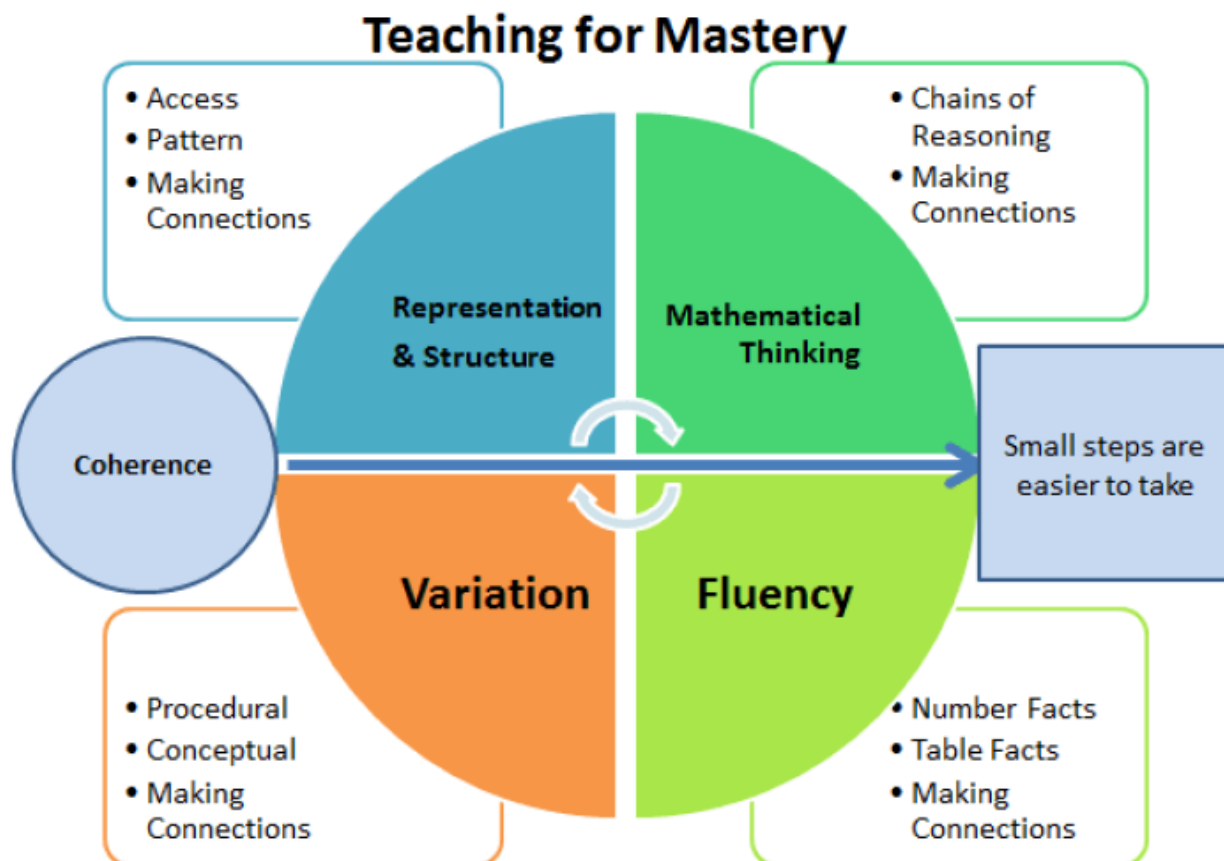 Teaching for Mastery
• Access
• Pattern
• Making
Connections
• Chains of
Reasoning
• Making
Connections
Representation
& Structure
Mathematical
Thinking
Coherence
Small steps are
easier to take
Variation
Fluency
• Procedural
• Conceptual
• Making
Connections
• Number Facts
• Table Facts
• Making
Connections